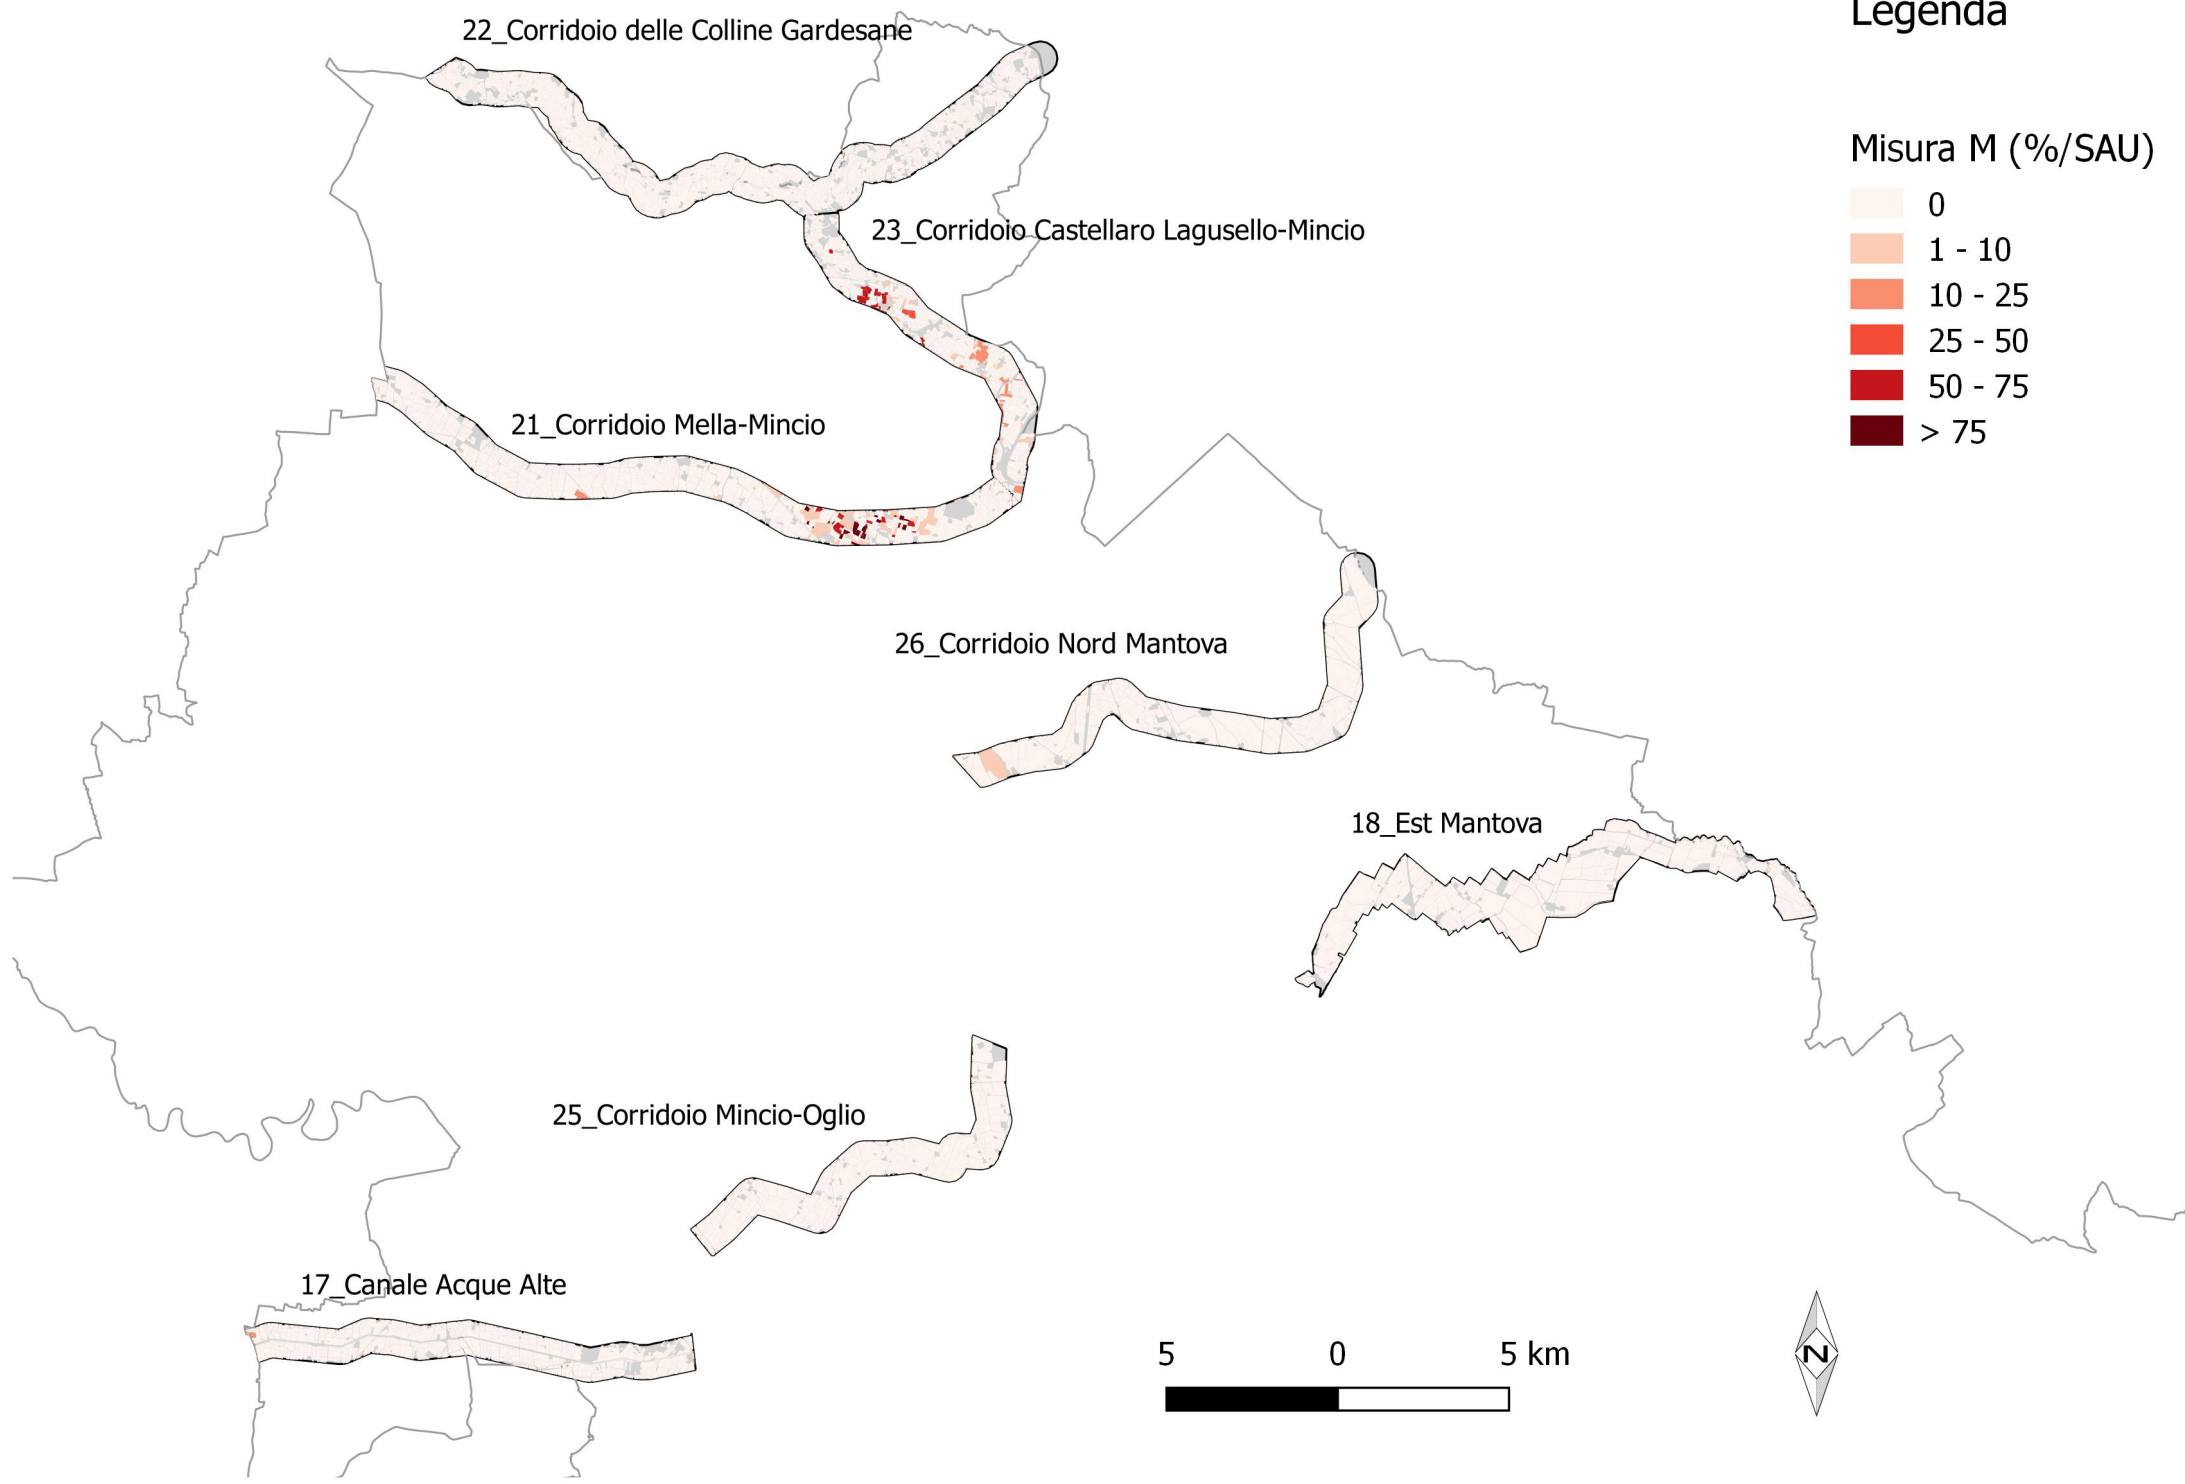 Legenda
22_Corridoio delle Colline Gardesane
Misura M (%/SAU)
0
1 - 10
10 - 25
25 - 50
50 - 75
> 75
23_Corridoio Castellaro Lagusello-Mincio
21_Corridoio Mella-Mincio
26_Corridoio Nord Mantova
18_Est Mantova
25_Corridoio Mincio-Oglio
17_Canale Acque Alte
5 0 5 km
N